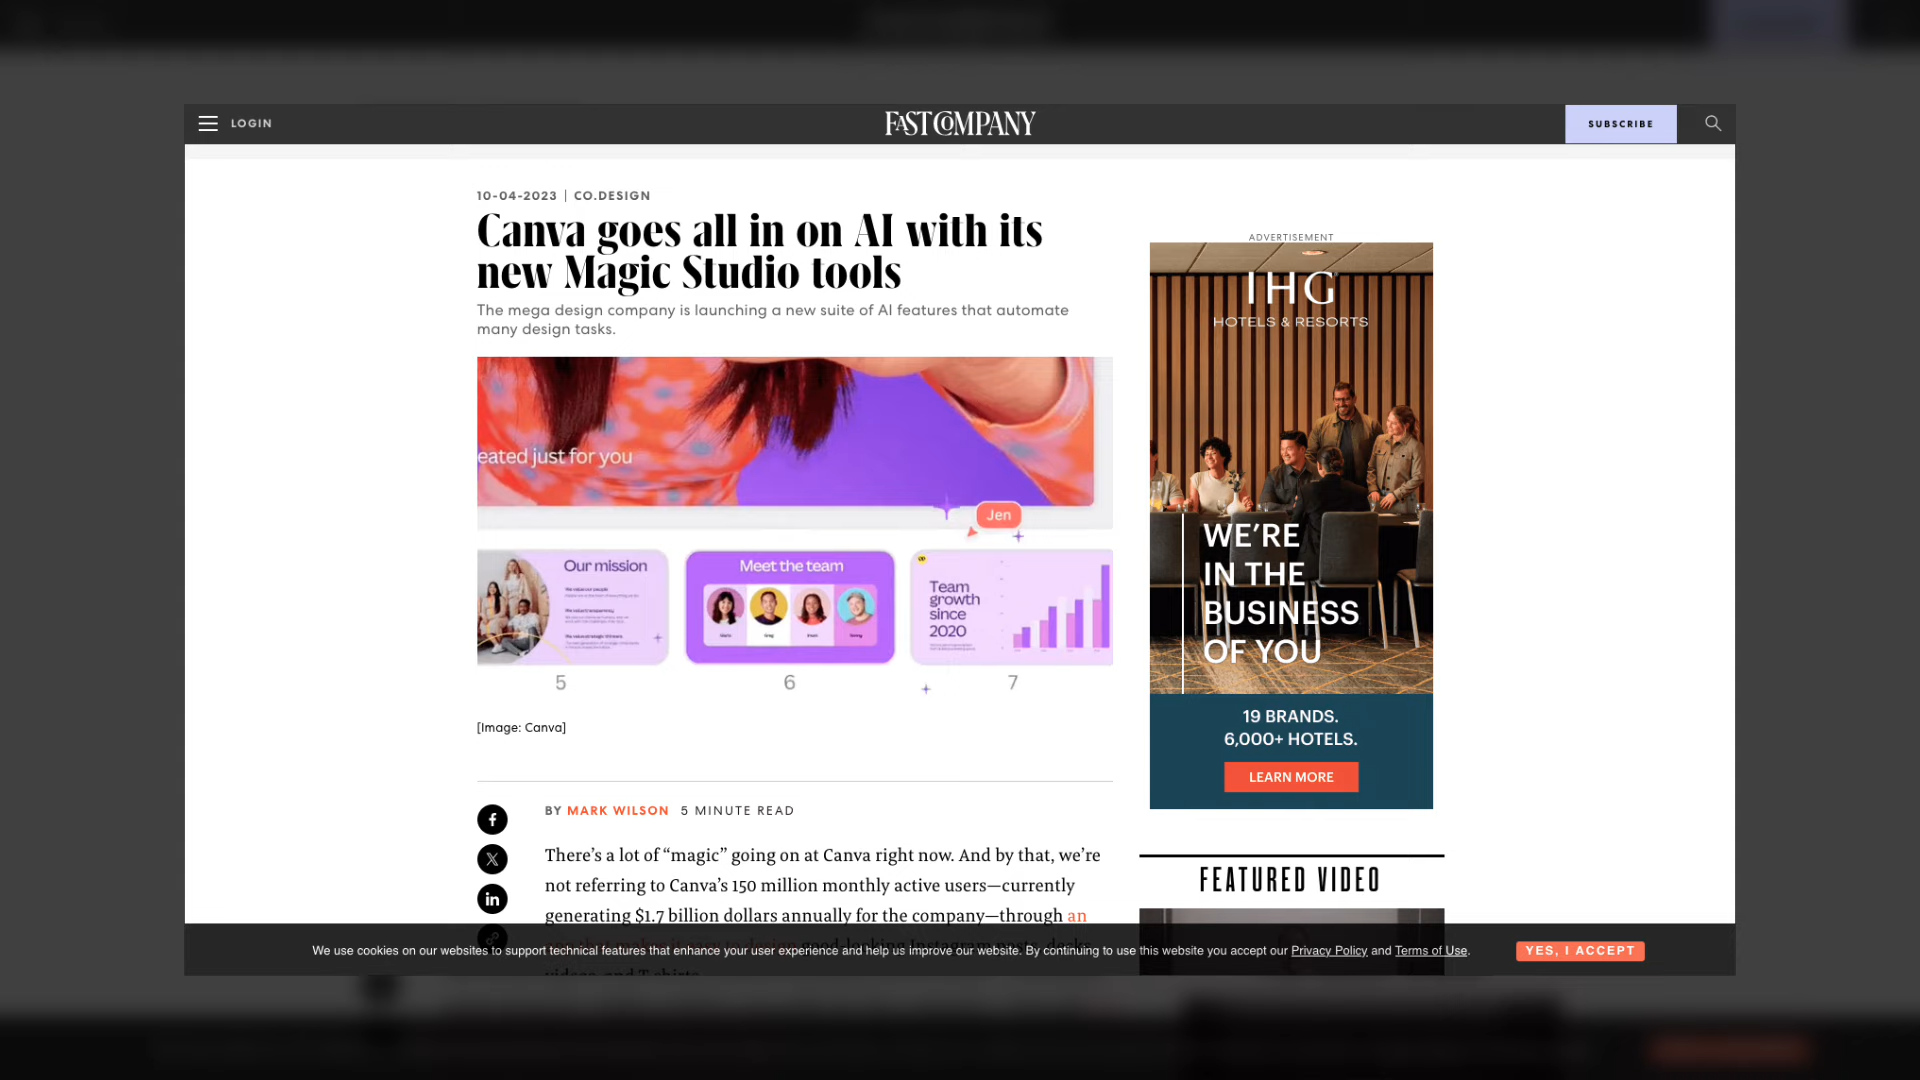 LOGIN
FAST COMPANY
SUBSCRIBE
10-04-2023 | CO.DESIGN
Canva goes all in on AI with its
new Magic Studio tools
The mega design company is launching a new suite of AI features that automate
many design tasks.
eated just for you
Jen
Our mission
Meet the team
Team
growth
since
2020
5
6
7
[Image: Canva]
BY MARK WILSON 5 MINUTE READ
There’s a lot of “magic” going on at Canva right now. And by that, we’re
not referring to Canva’s 150 million monthly active users—currently
generating $1.7 billion dollars annually for the company—through an
ADVERTISEMENT
IHG
HOTELS & RESORTS
WE’RE
IN THE
BUSINESS
OF YOU
19 BRANDS.
6,000+ HOTELS.
LEARN MORE
FEATURED VIDEO
We use cookies on our websites to support technical features that enhance your user experience and help us improve our website. By continuing to use this website you accept our Privacy Policy and Terms of Use.
YES, I ACCEPT